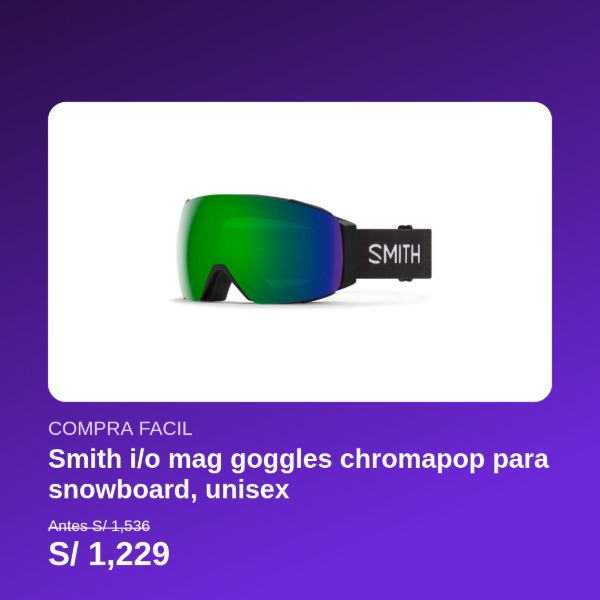 SMITH
COMPRA FACIL
Smith i/o mag goggles chromapop para
snowboard, unisex
Antes S/ 1,536
S/ 1,229